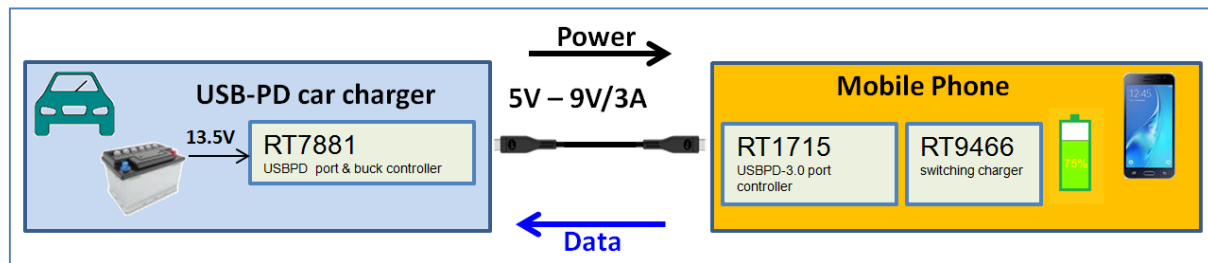 Power
USB-PD car charger
5V – 9V/3A
Mobile Phone
12:45
13.5V
RT7881
USBPD port & buck controller
RT1715
USBPD-3.0 port
controller
RT9466
switching charger
75%
Data